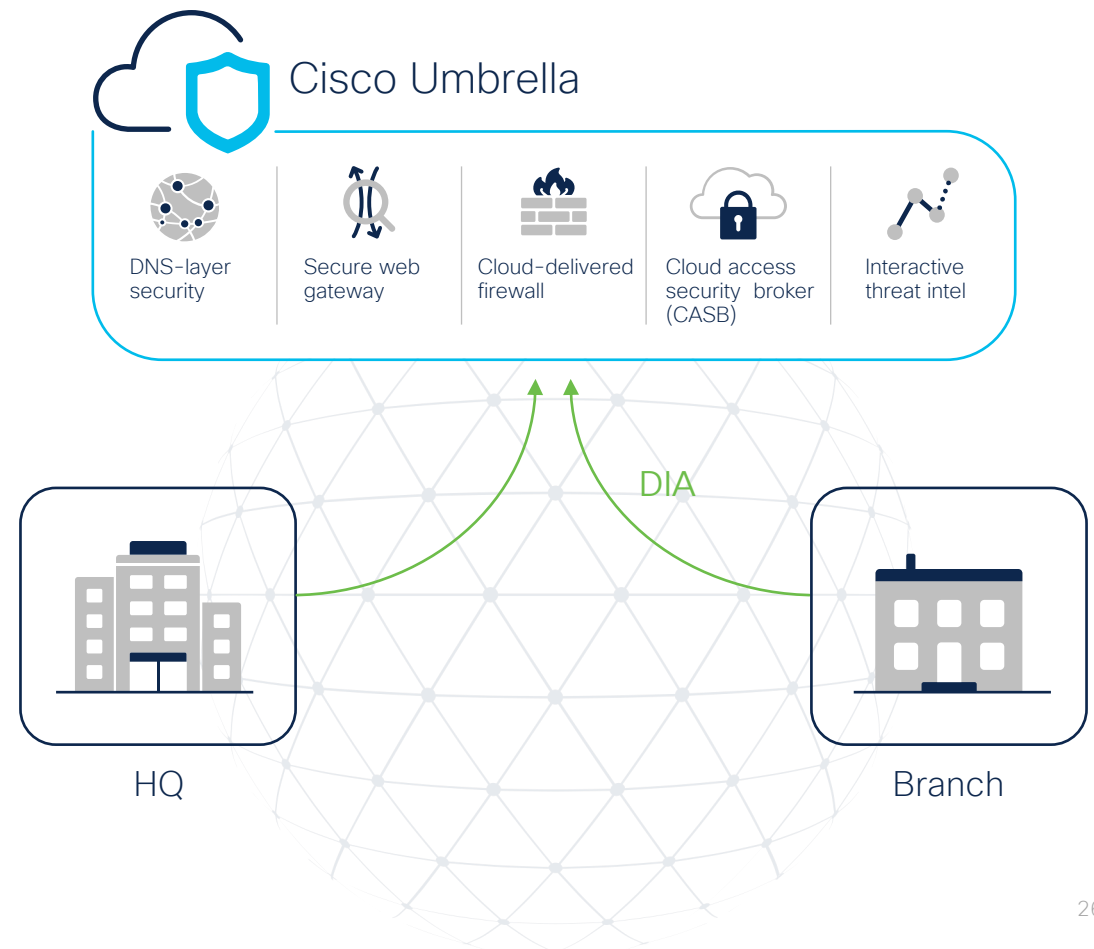 Cisco Umbrella
DNS-layer
security
Secure web
gateway
Cloud-delivered
firewall
Cloud access
security broker
(CASB)
Interactive
threat intel
DIA
HQ
Branch
26